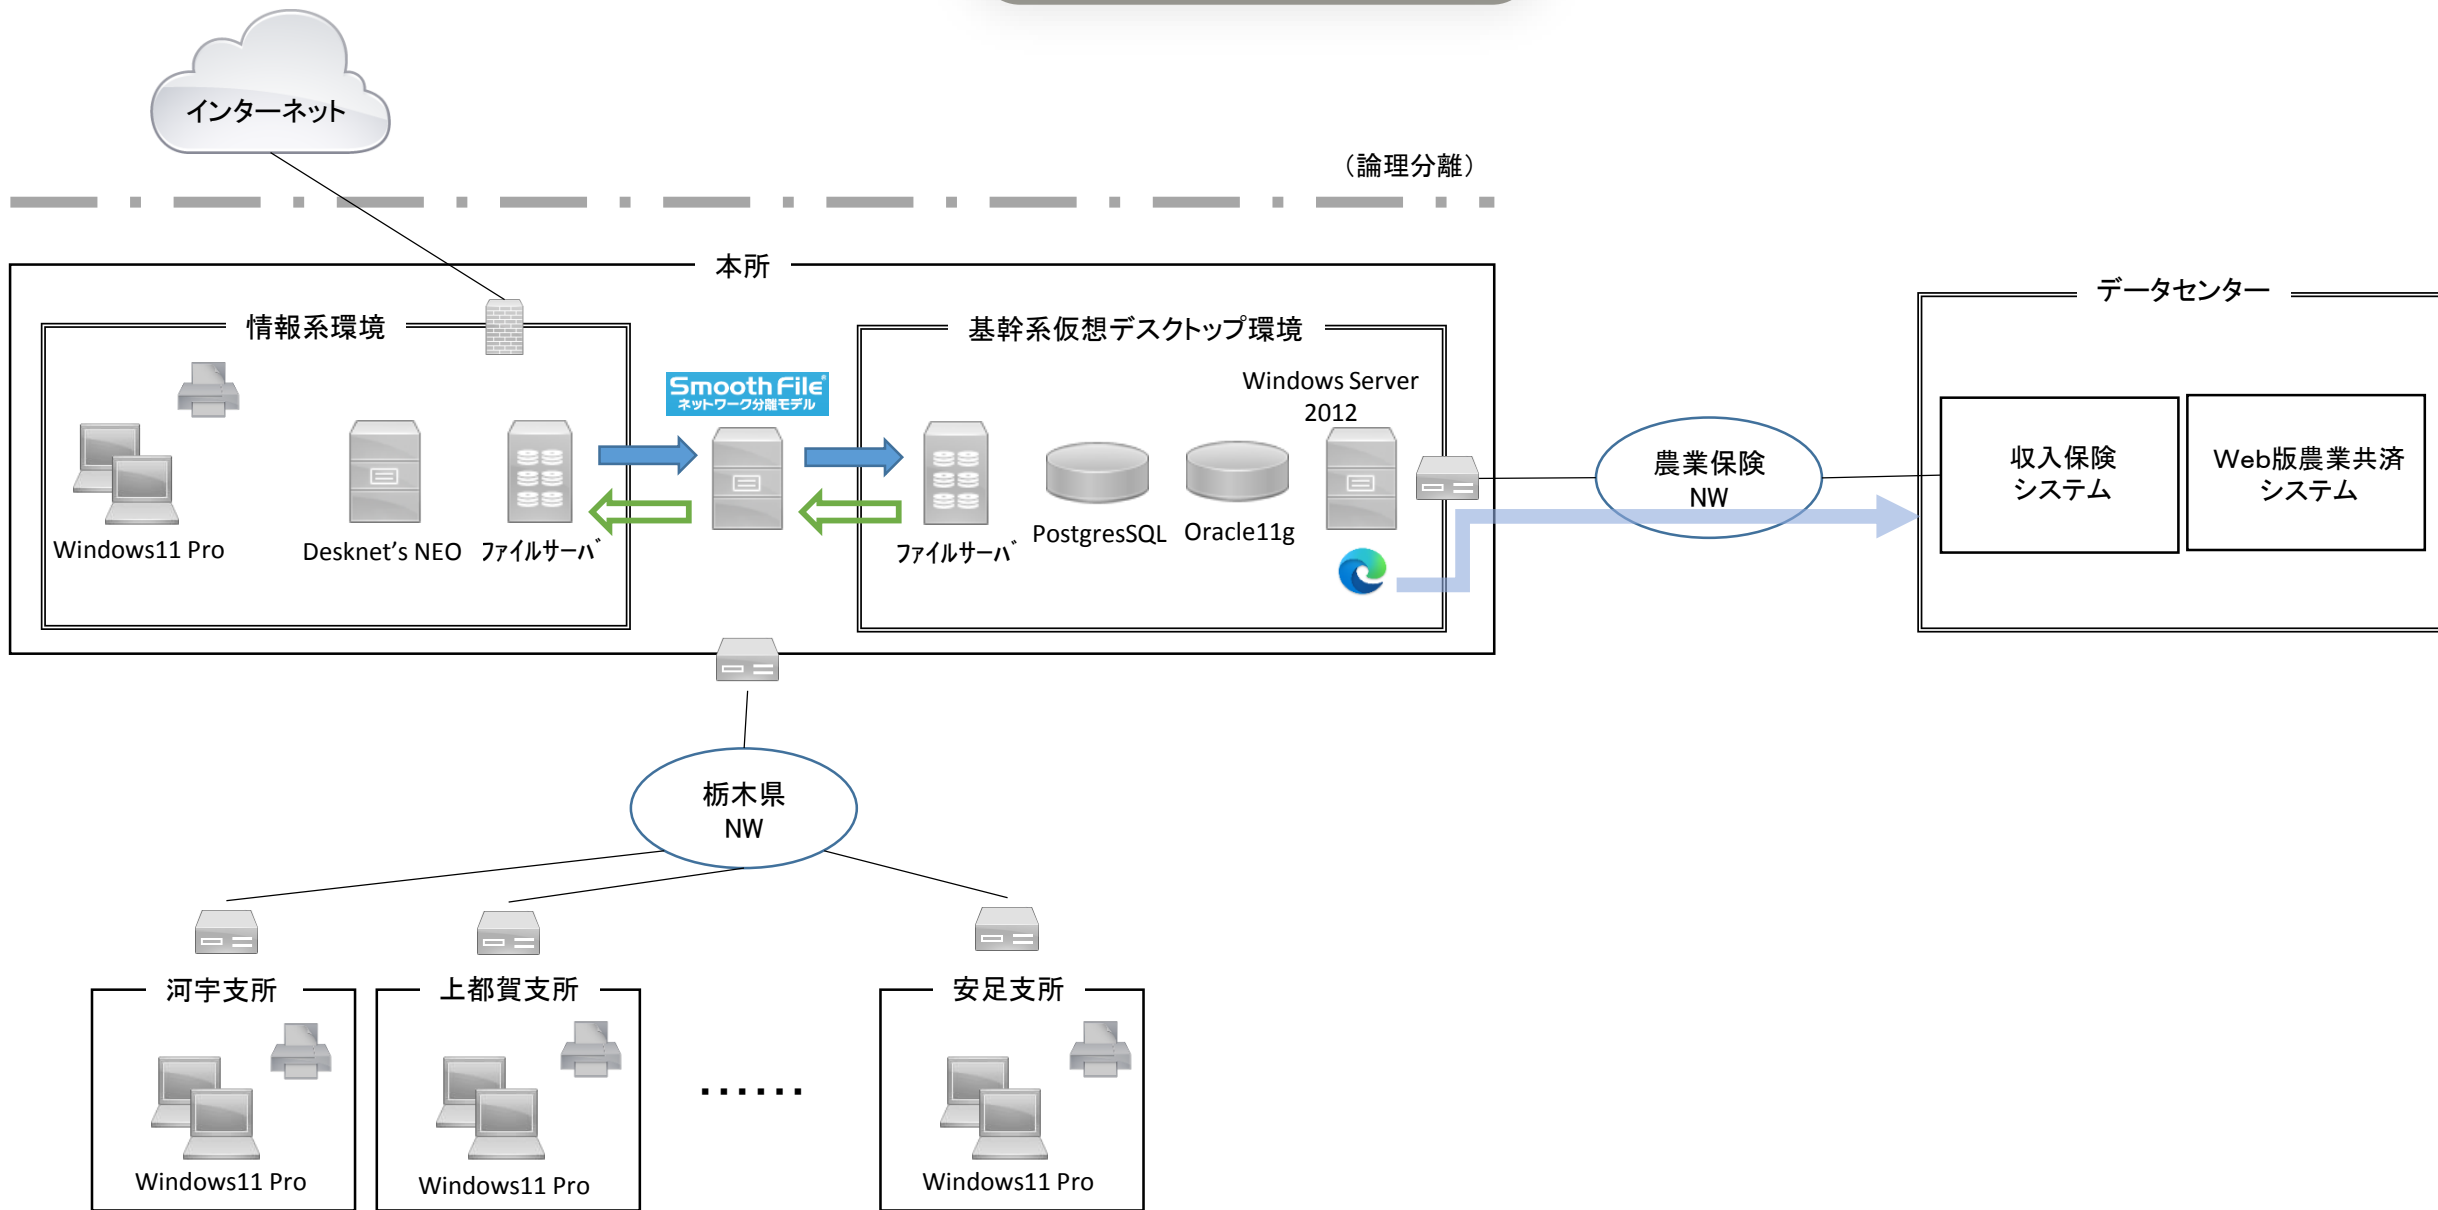 インターネット
(論理分離)
本所
情報系環境
Smooth File®
ネットワーク分離モデル
Windows11 Pro
Desknet's NEO
ファイルサーバ
基幹系仮想デスクトップ環境
Windows Server
2012
ファイルサーバ
PostgresSQL
Oracle11g
農業保険
NW
データセンター
収入保険
システム
Web版農業共済
システム
栃木県
NW
河宇支所
Windows11 Pro
上都賀支所
Windows11 Pro
......
安足支所
Windows11 Pro